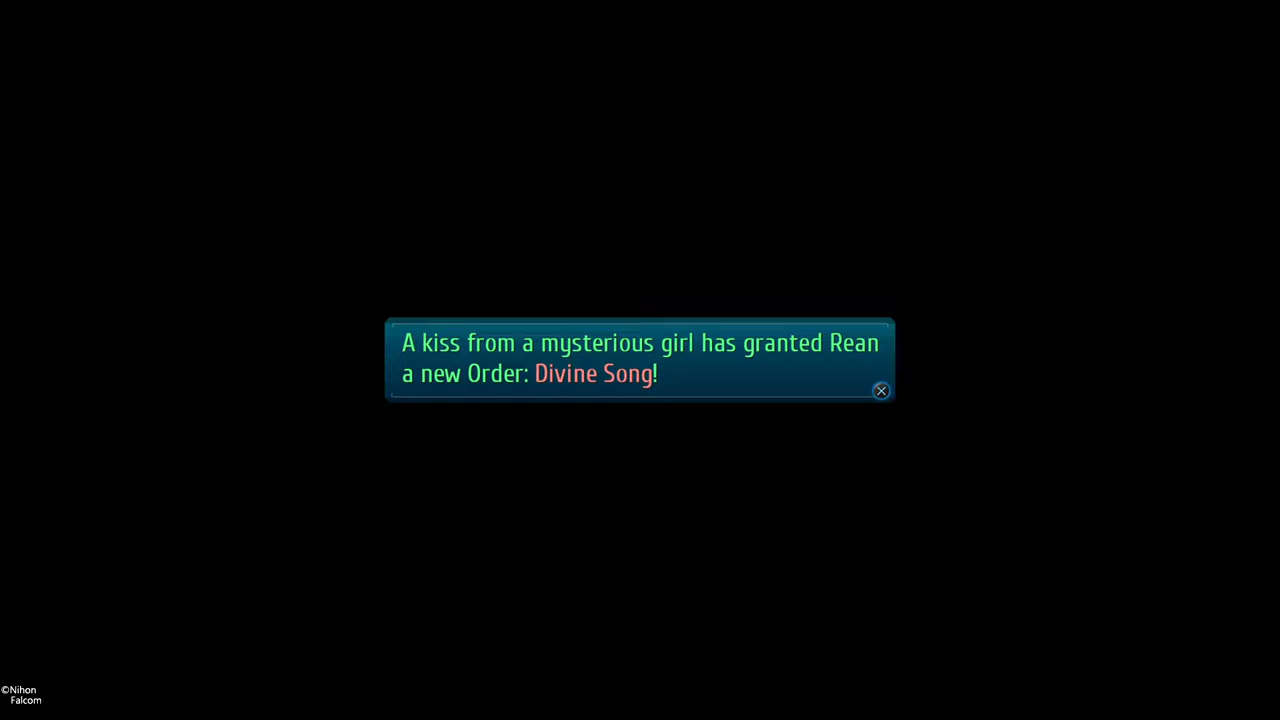 A kiss from a mysterious girl has granted Rean
a new Order: Divine Song!
©Nihon
Falcom